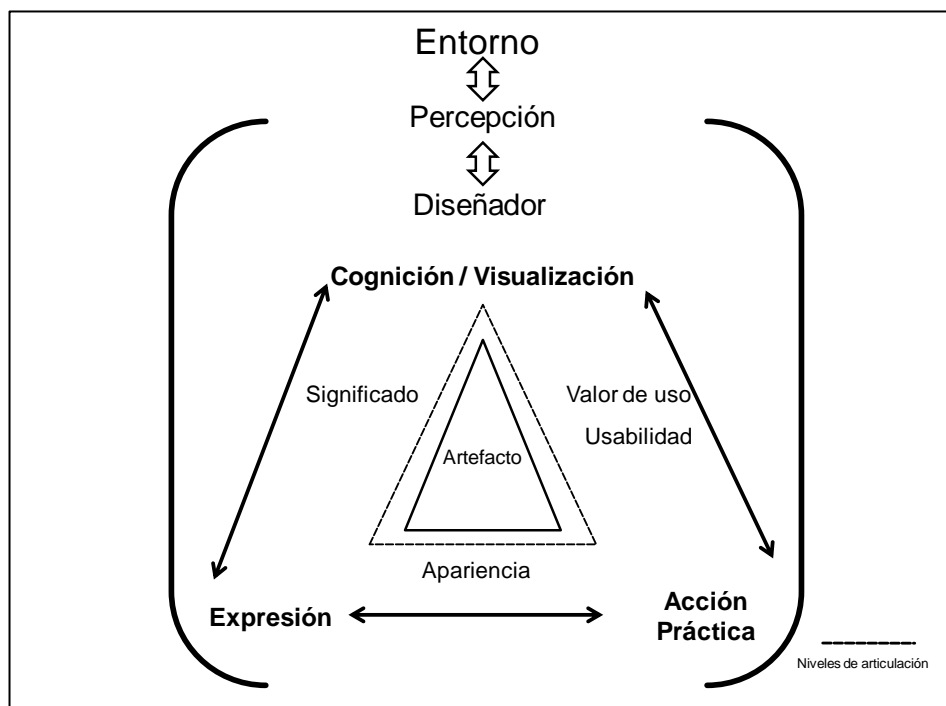 Entorno
Percepción
Diseñador
Cognición / Visualización
Significado
Valor de uso
Usabilidad
Artefacto
Apariencia
Expresión
Acción
Práctica
Niveles de articulación